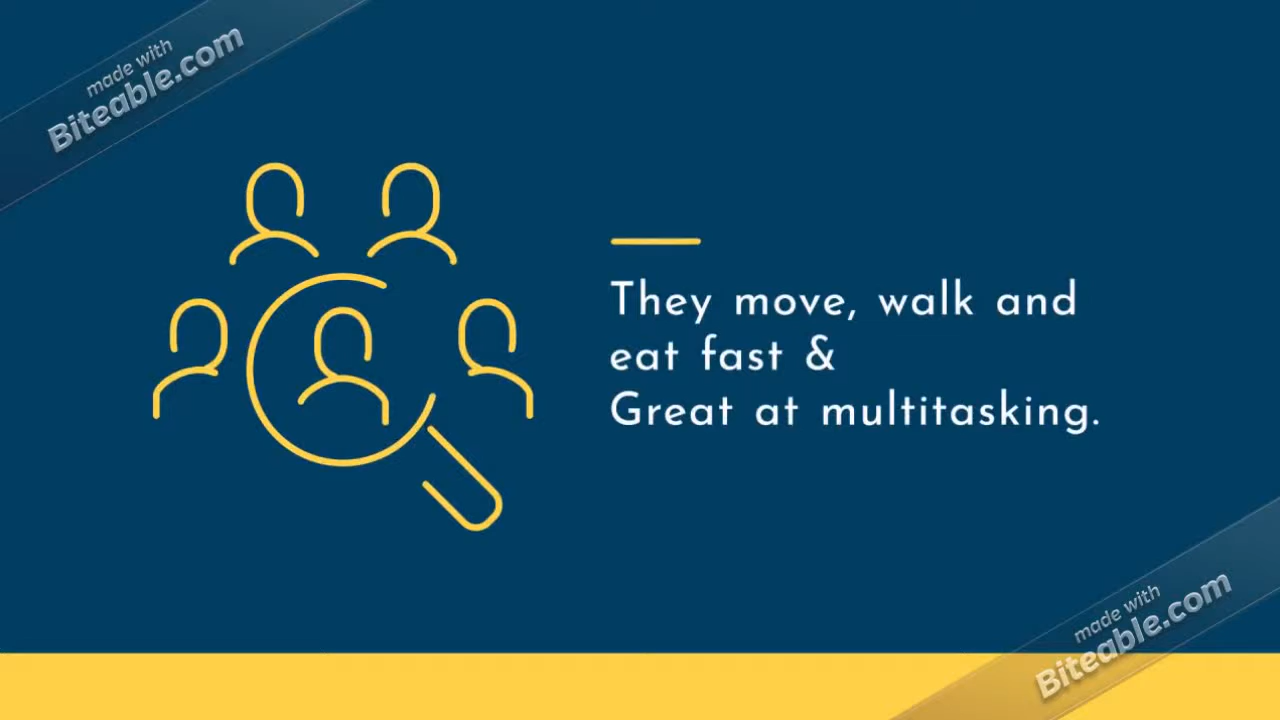 made with
Biteable.com
They move, walk and
eat fast &
Great at multitasking.
made with
Biteable.com